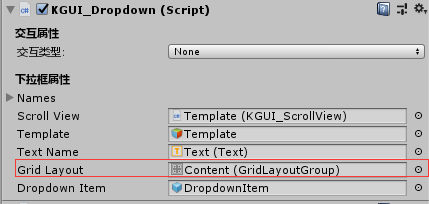 KGUI_Dropdown (Script)
交互属性
交互类型: None
下拉框属性
Names
Scroll View Template (KGUI_ScrollView)
Template Template
Text Name Text (Text)
Grid Layout Content (GridLayoutGroup)
Dropdown Item DropdownItem